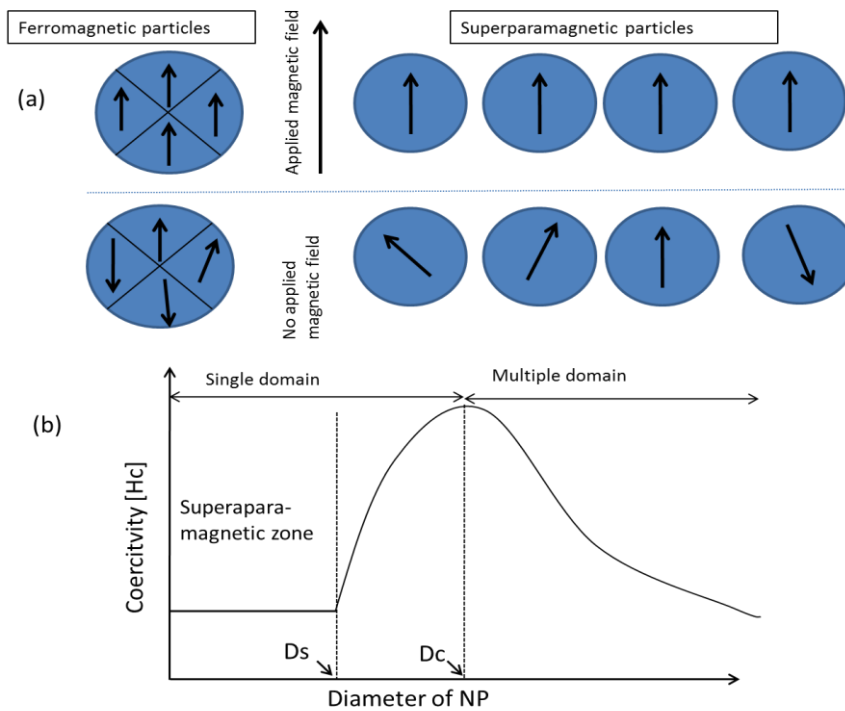 Ferromagnetic particles
Applied magnetic field
Superparamagnetic particles
(a)
No applied
magnetic field
Single domain
Multiple domain
(b)
Coercitvity [Hc]
Superapara-
magnetic zone
Ds
Dc
Diameter of NP